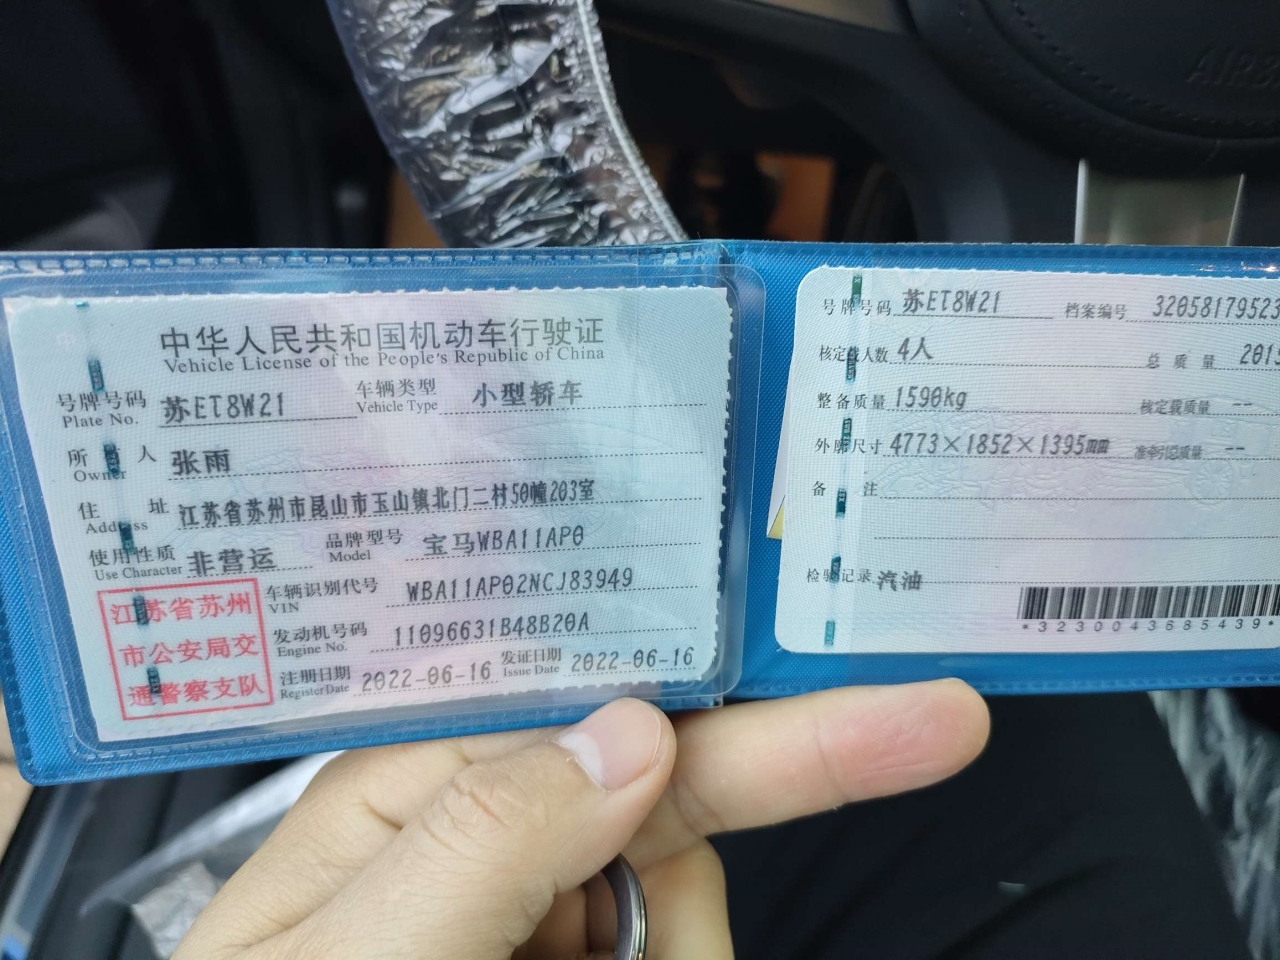 AIRB
中华人民共和国机动车行驶证
Vehicle License of the People's Republic of China
号牌号码 苏ET8W21 车辆类型 小型轿车
Plate No. Vehicle Type
所 人 张雨
Owner
住 址 江苏省苏州市昆山市玉山镇北门二村50幢203室
Address
使用性质 非营运 品牌型号 宝马WBA11AP0
Use Character Model
车辆识别代号 WBA11AP02NCJ83949
VIN
发动机号码 11096631B48B20A
Engine No.
注册日期 2022-06-16 发证日期 2022-06-16
Register Date Issue Date
江苏省苏州
市公安局交
通警察支队
号牌号码 苏ET8W21 档案编号 32058179523
核定载人数 4人 总质量 2015
整备质量 1590kg 核定载质量 --
外廓尺寸 4773×1852×1395mm 准牵引总质量 --
备 注
检验记录 汽油
*3230043685439*